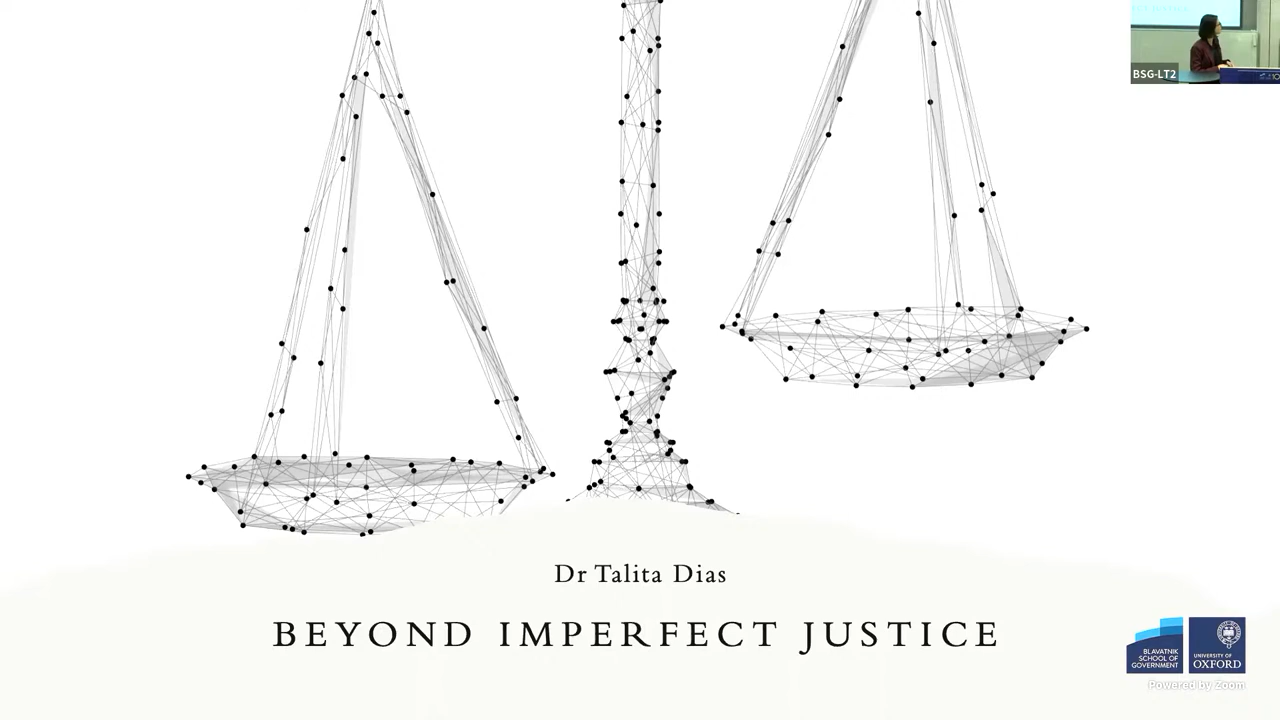 BSG-LT2
Dr Talita Dias
BEYOND IMPERFECT JUSTICE
BLAVATNIK
SCHOOL OF
GOVERNMENT
UNIVERSITY OF
OXFORD
Powered by Zoom